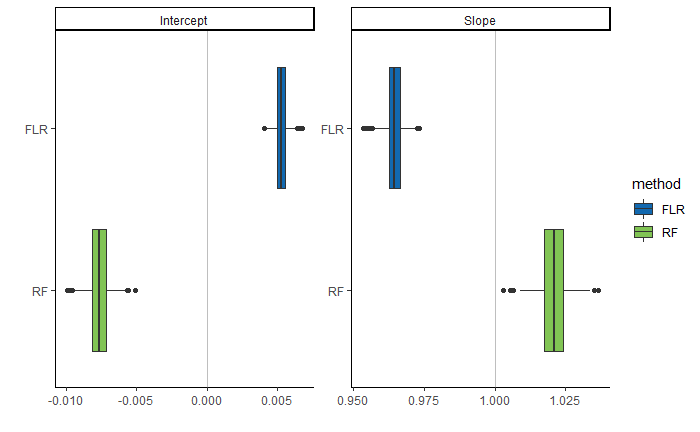 Intercept
Slope
FLR
RF
FLR
RF
method
FLR
RF
-0.010 -0.005 0.000 0.005
0.950 0.975 1.000 1.025